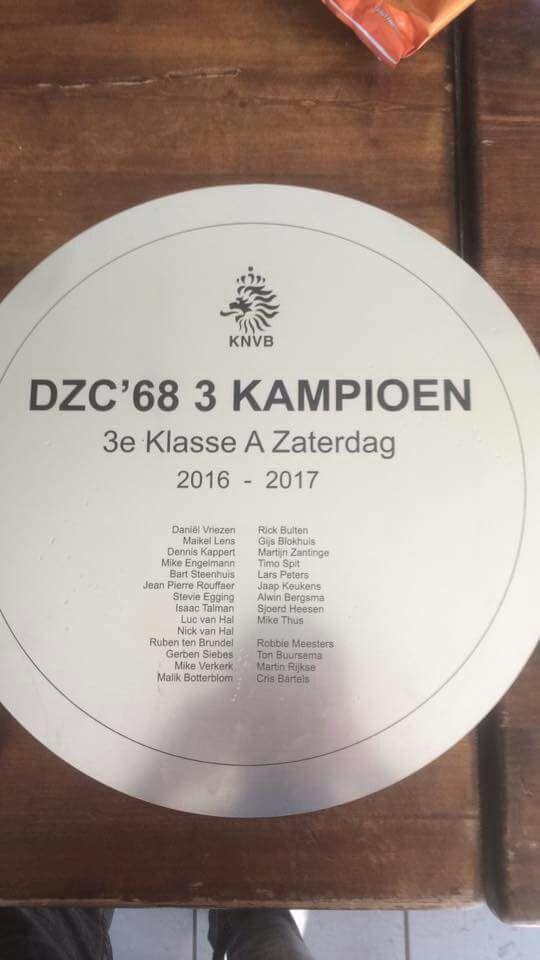 KNVB
DZC'68 3 KAMPIOEN
3e Klasse A Zaterdag
2016 - 2017
Daniël Vriezen Rick Bulten
Maikel Lens Gijs Blokhuis
Dennis Kappert Martijn Zantinge
Mike Engelmann Timo Spit
Bart Steenhuis Lars Peters
Jean Pierre Rouffaer Jaap Keukens
Stevie Egging Alwin Bergsma
Isaac Talman Sjoerd Heesen
Luc van Hal Mike Thus
Nick van Hal
Ruben ten Brundel Robbie Meesters
Gerben Siebes Ton Buursema
Mike Verkerk Martin Rijkse
Malik Botterblom Cris Bartels